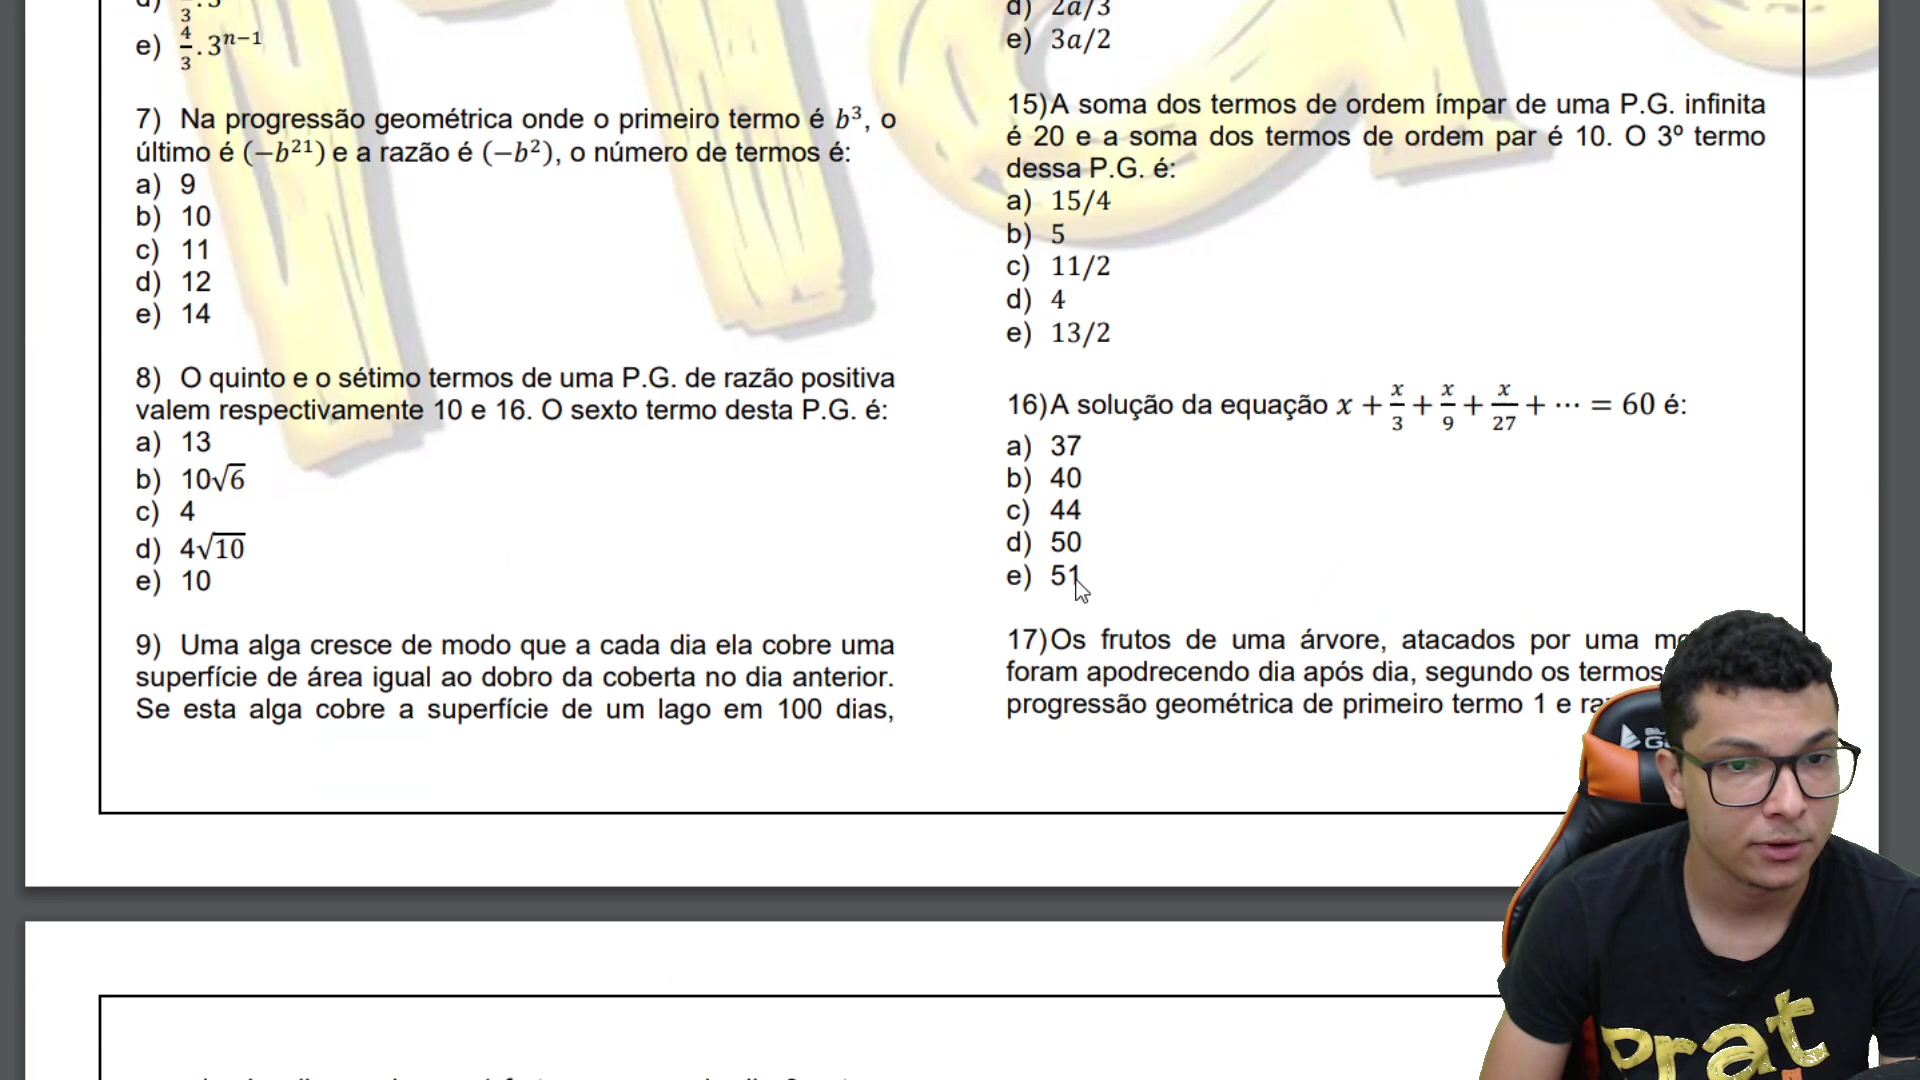 e) 4/3 . 3ⁿ⁻¹
7) Na progressão geométrica onde o primeiro termo é b³, o
último é (−b²¹) e a razão é (−b²), o número de termos é:
a) 9
b) 10
c) 11
d) 12
e) 14
8) O quinto e o sétimo termos de uma P.G. de razão positiva
valem respectivamente 10 e 16. O sexto termo desta P.G. é:
a) 13
b) 10√6
c) 4
d) 4√10
e) 10
9) Uma alga cresce de modo que a cada dia ela cobre uma
superfície de área igual ao dobro da coberta no dia anterior.
Se esta alga cobre a superfície de um lago em 100 dias,
d) 2a/3
e) 3a/2
15)A soma dos termos de ordem ímpar de uma P.G. infinita
é 20 e a soma dos termos de ordem par é 10. O 3º termo
dessa P.G. é:
a) 15/4
b) 5
c) 11/2
d) 4
e) 13/2
16)A solução da equação x + x/3 + x/9 + x/27 + ⋯ = 60 é:
a) 37
b) 40
c) 44
d) 50
e) 51
17)Os frutos de uma árvore, atacados por uma
foram apodrecendo dia após dia, segundo os termos
progressão geométrica de primeiro termo 1 e
Prat